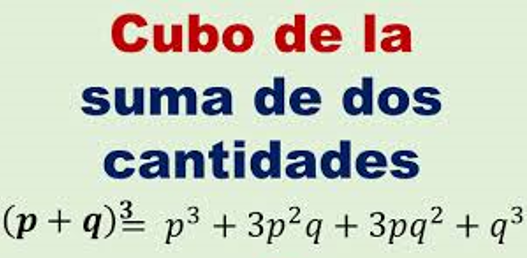 Cubo de la
suma de dos
cantidades
(p + q)³= p³ + 3p²q + 3pq² + q³